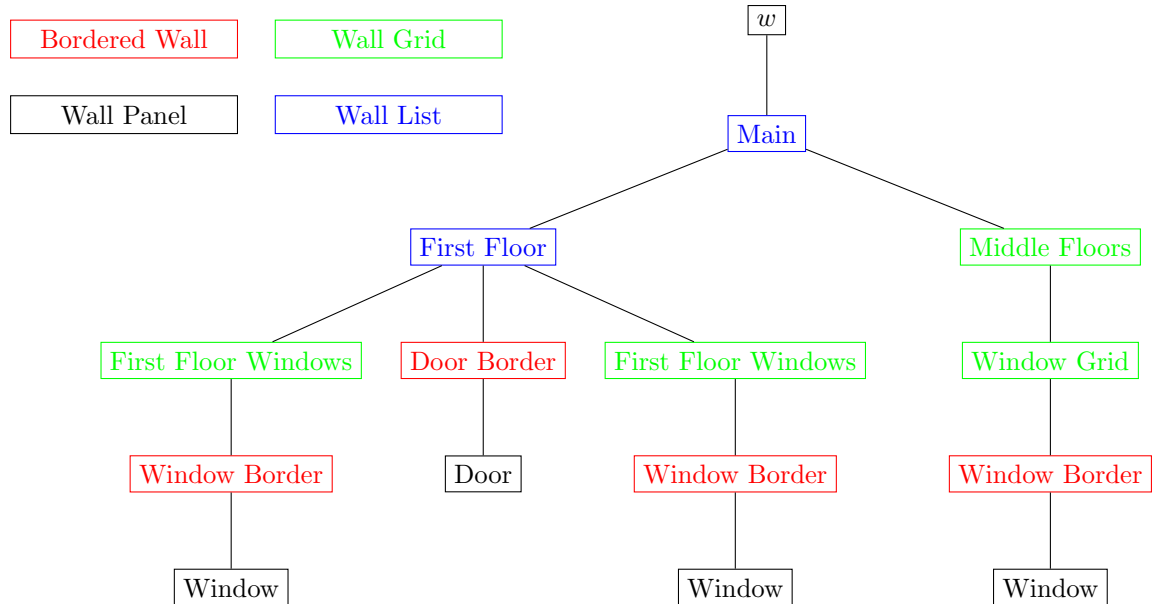 Bordered Wall
Wall Grid
w
Wall Panel
Wall List
Main
First Floor
Middle Floors
First Floor Windows
Door Border
First Floor Windows
Window Grid
Window Border
Door
Window Border
Window Border
Window
Window
Window